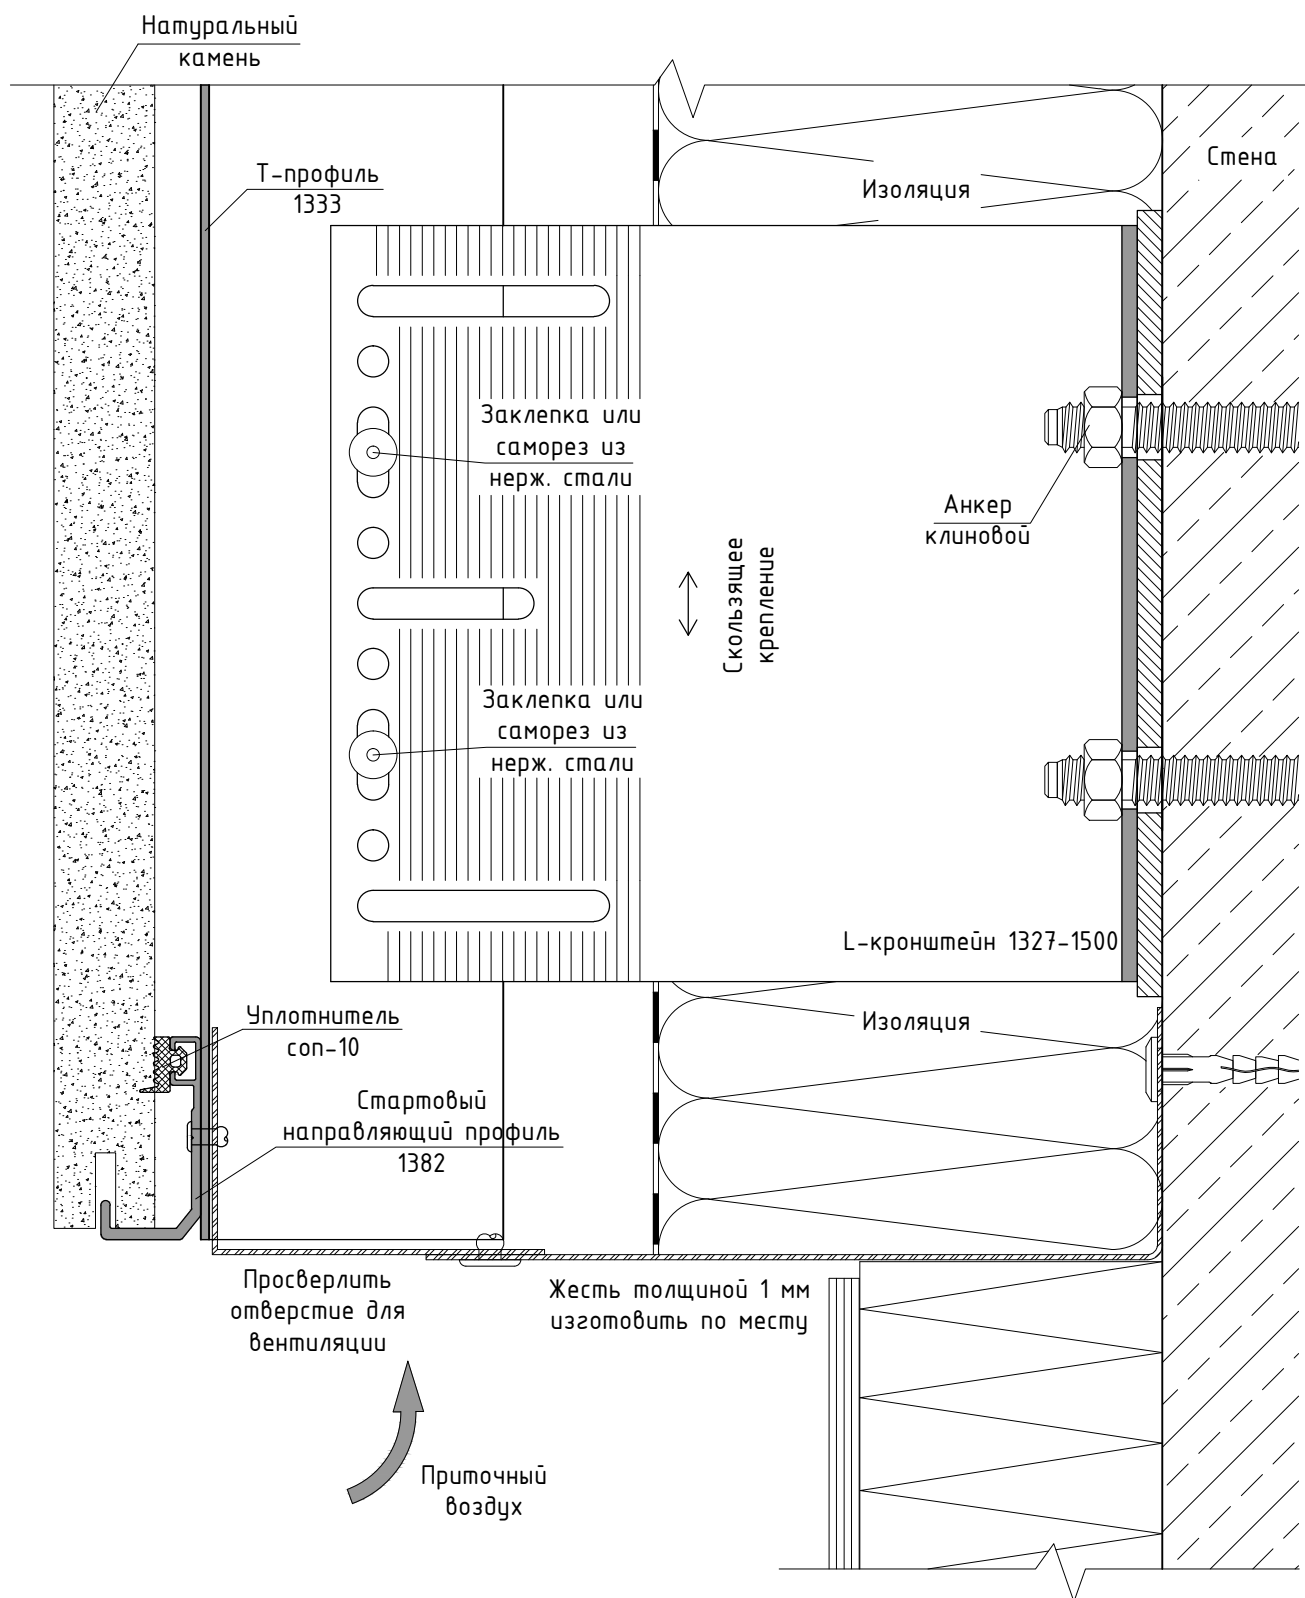 Натуральный
камень
Стена
Т-профиль
1333
Изоляция
Заклепка или
саморез из
нерж. стали
Анкер
клиновой
Скользящее
крепление
Заклепка или
саморез из
нерж. стали
L-кронштейн 1327-1500
Уплотнитель
соп-10
Изоляция
Стартовый
направляющий профиль
1382
Просверлить
отверстие для
вентиляции
Жесть толщиной 1 мм
изготовить по месту
Приточный
воздух